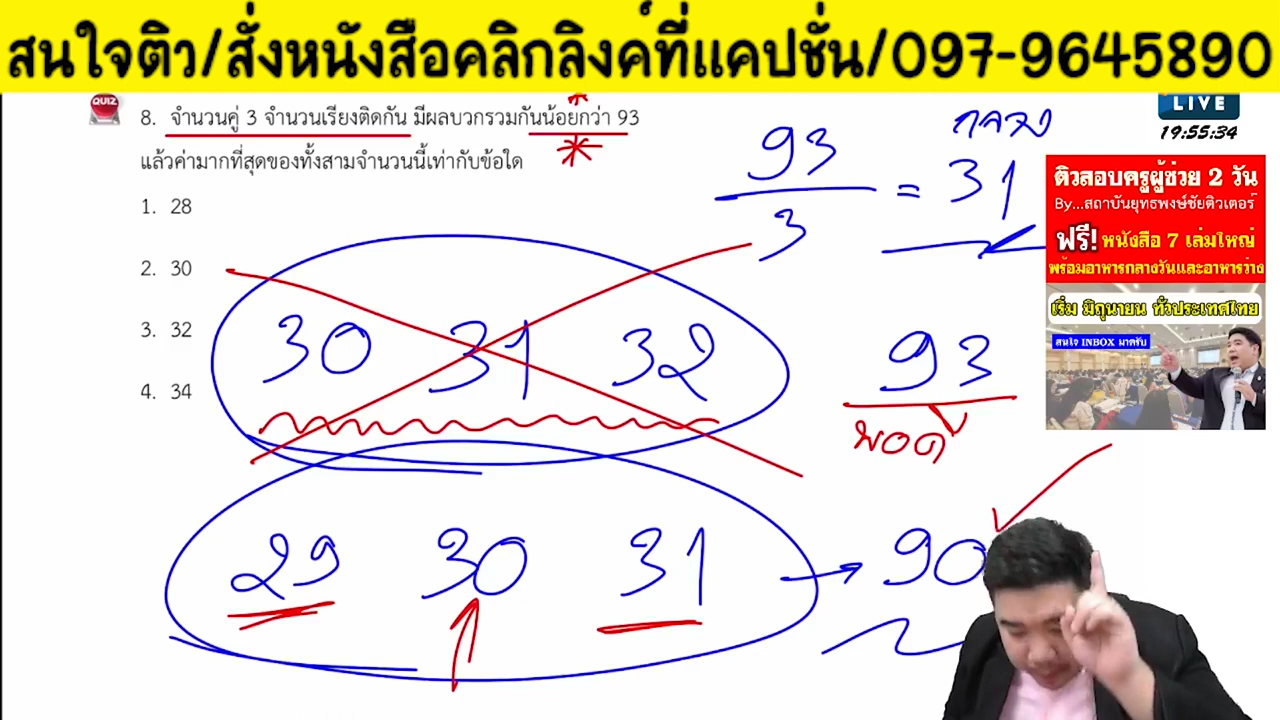 สนใจติว/สั่งหนังสือคลิกลิงค์ที่แคปชั่น/097-9645890
QUIZ
8. จำนวนคู่ 3 จำนวนเรียงติดกัน มีผลบวกรวมกันน้อยกว่า 93
แล้วค่ามากที่สุดของทั้งสามจำนวนนี้เท่ากับข้อใด
1. 28
2. 30
3. 32
4. 34
กลาง
93
3
= 31
30 31 32
93
พอดี
29 30 31 → 90
LIVE
19:55:34
ติวสอบครูผู้ช่วย 2 วัน
By...สถาบันยุทธพงษ์ชัยติวเตอร์
ฟรี! หนังสือ 7 เล่มใหญ่
พร้อมอาหารกลางวันและอาหารว่าง
เริ่ม มิถุนายน ทั่วประเทศไทย
สนใจ INBOX มาครับ